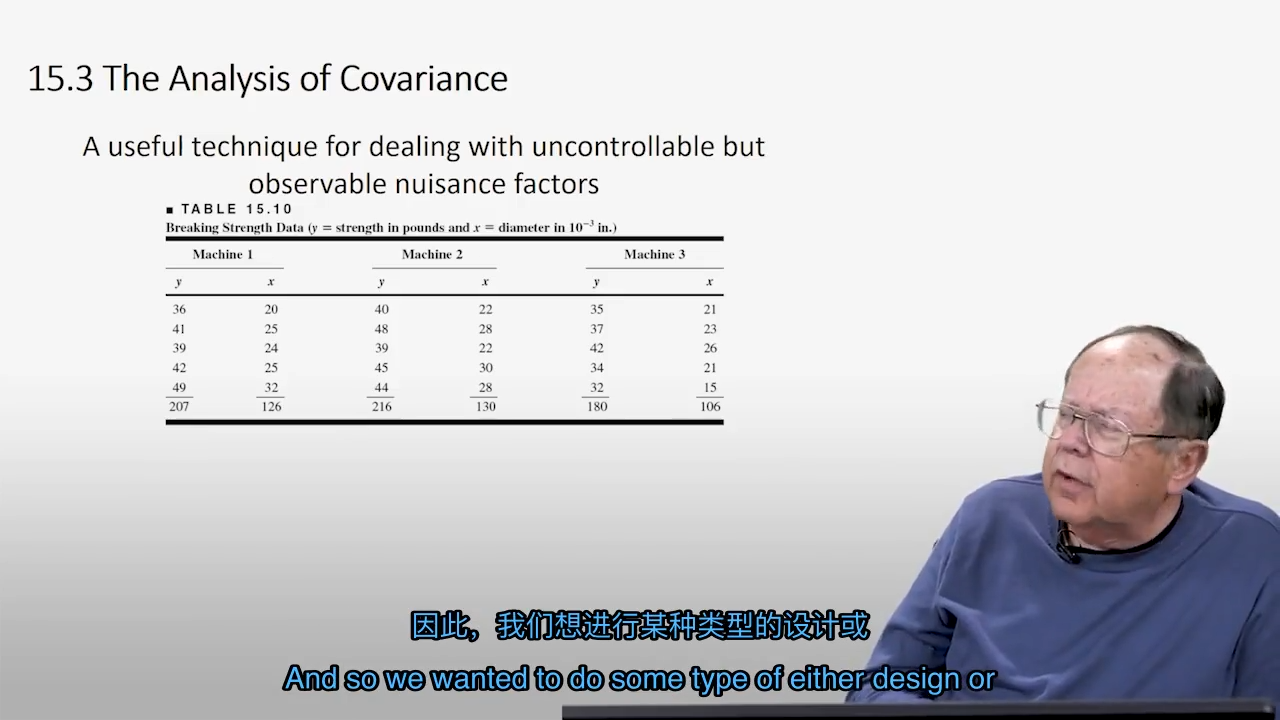 15.3 The Analysis of Covariance
A useful technique for dealing with uncontrollable but
observable nuisance factors
■ TABLE 15.10
Breaking Strength Data (y = strength in pounds and x = diameter in 10⁻³ in.)
Machine 1 Machine 2 Machine 3
y x y x y x
36 20 40 22 35 21
41 25 48 28 37 23
39 24 39 22 42 26
42 25 45 30 34 21
49 32 44 28 32 15
207 126 216 130 180 106
因此，我们想进行某种类型的设计或
And so we wanted to do some type of either design or